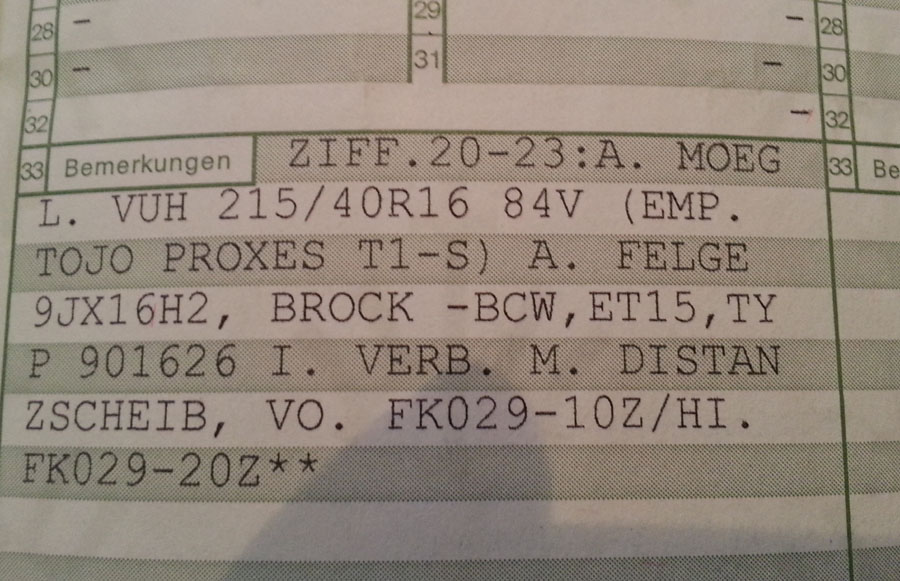 29
28 - - 28
31
30 - - 30
32 - 32
33 Bemerkungen ZIFF.20-23:A. MOEG 33 Be
L. VUH 215/40R16 84V (EMP.
TOJO PROXES T1-S) A. FELGE
9JX16H2, BROCK -BCW,ET15,TY
P 901626 I. VERB. M. DISTAN
ZSCHEIB, VO. FK029-10Z/HI.
FK029-20Z**